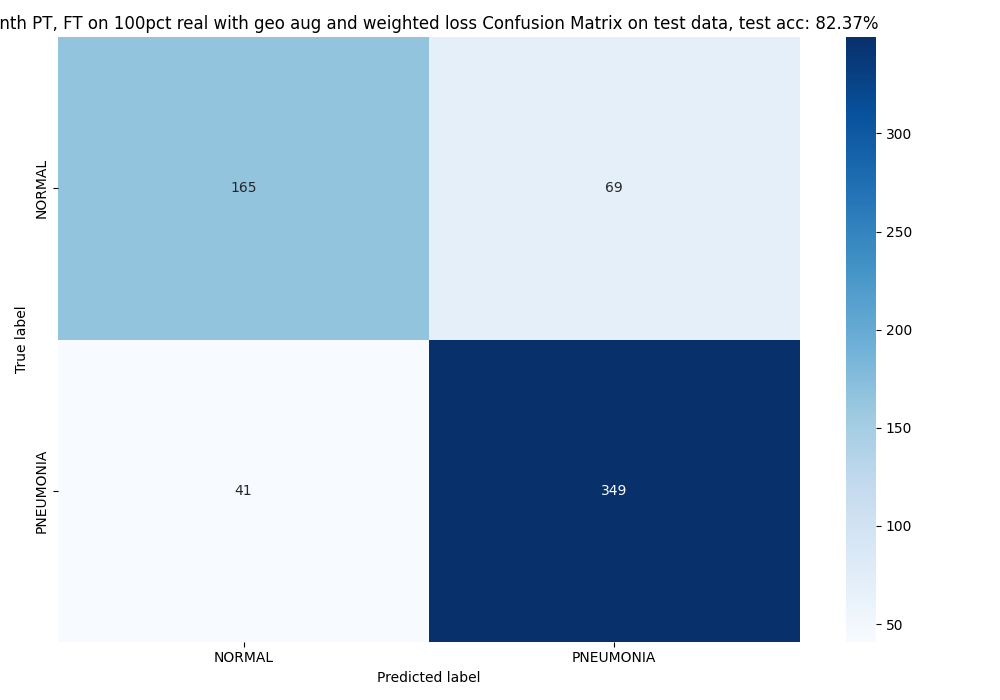 nth PT, FT on 100pct real with geo aug and weighted loss Confusion Matrix on test data, test acc: 82.37%
NORMAL
165
69
PNEUMONIA
41
349
NORMAL
PNEUMONIA
True label
Predicted label
300
250
200
150
100
50